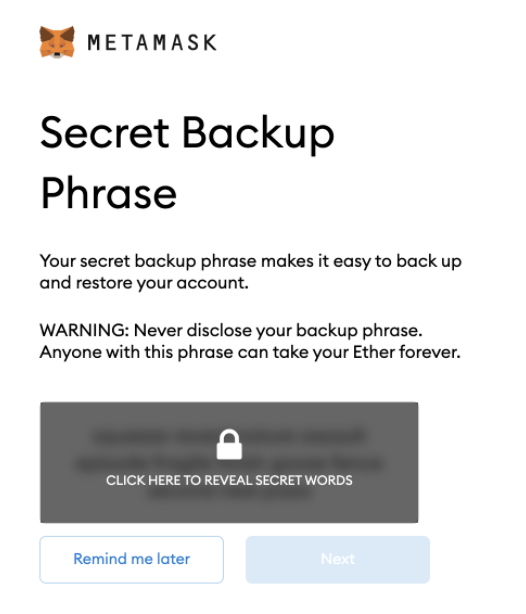 METAMASK
Secret Backup
Phrase
Your secret backup phrase makes it easy to back up
and restore your account.
WARNING: Never disclose your backup phrase.
Anyone with this phrase can take your Ether forever.
CLICK HERE TO REVEAL SECRET WORDS
Remind me later
Next